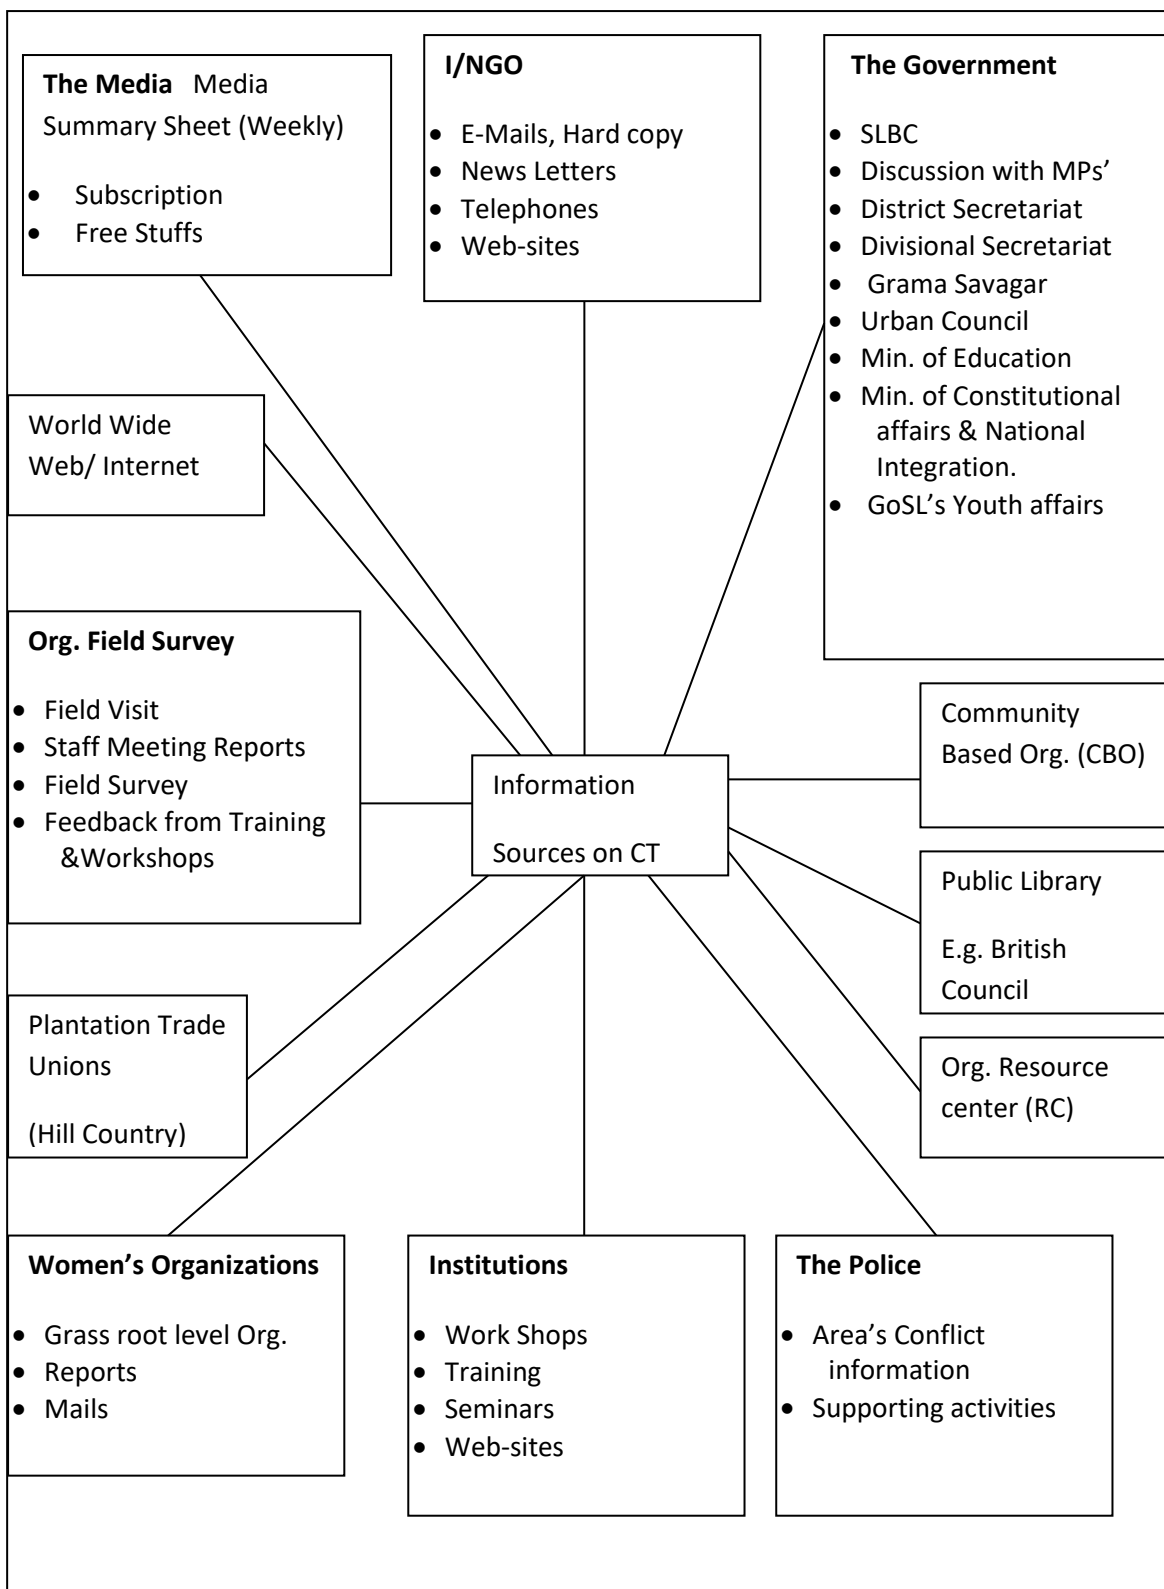 The Media Media
Summary Sheet (Weekly)
• Subscription
• Free Stuffs
I/NGO
• E-Mails, Hard copy
• News Letters
• Telephones
• Web-sites
The Government
• SLBC
• Discussion with MPs’
• District Secretariat
• Divisional Secretariat
• Grama Savagar
• Urban Council
• Min. of Education
• Min. of Constitutional
affairs & National
Integration.
• GoSL’s Youth affairs
World Wide
Web/ Internet
Org. Field Survey
• Field Visit
• Staff Meeting Reports
• Field Survey
• Feedback from Training
&Workshops
Information
Sources on CT
Community
Based Org. (CBO)
Public Library
E.g. British
Council
Org. Resource
center (RC)
Plantation Trade
Unions
(Hill Country)
Women’s Organizations
• Grass root level Org.
• Reports
• Mails
Institutions
• Work Shops
• Training
• Seminars
• Web-sites
The Police
• Area’s Conflict
information
• Supporting activities